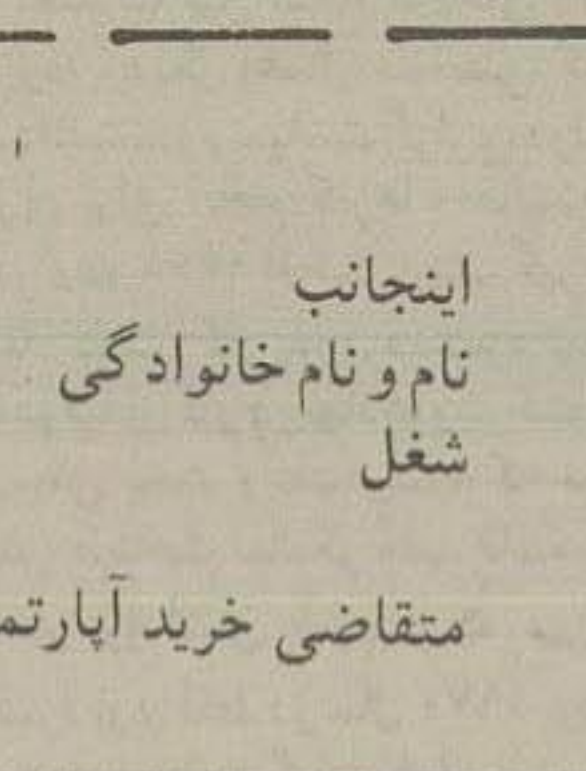 اینجانب
نام و نام خانوادگی
شغل
متقاضی خرید آپارتم